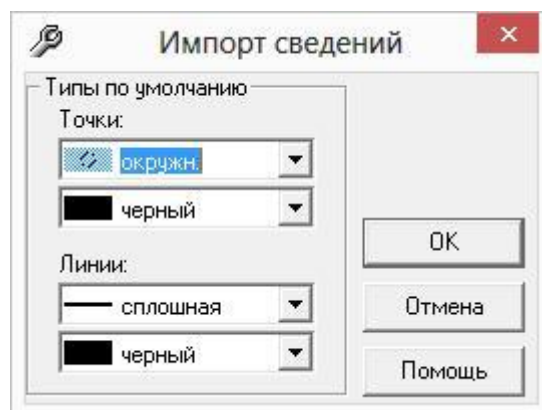 Импорт сведений
Типы по умолчанию
Точки:
окружн.
черный
Линии:
сплошная
черный
OK
Отмена
Помощь